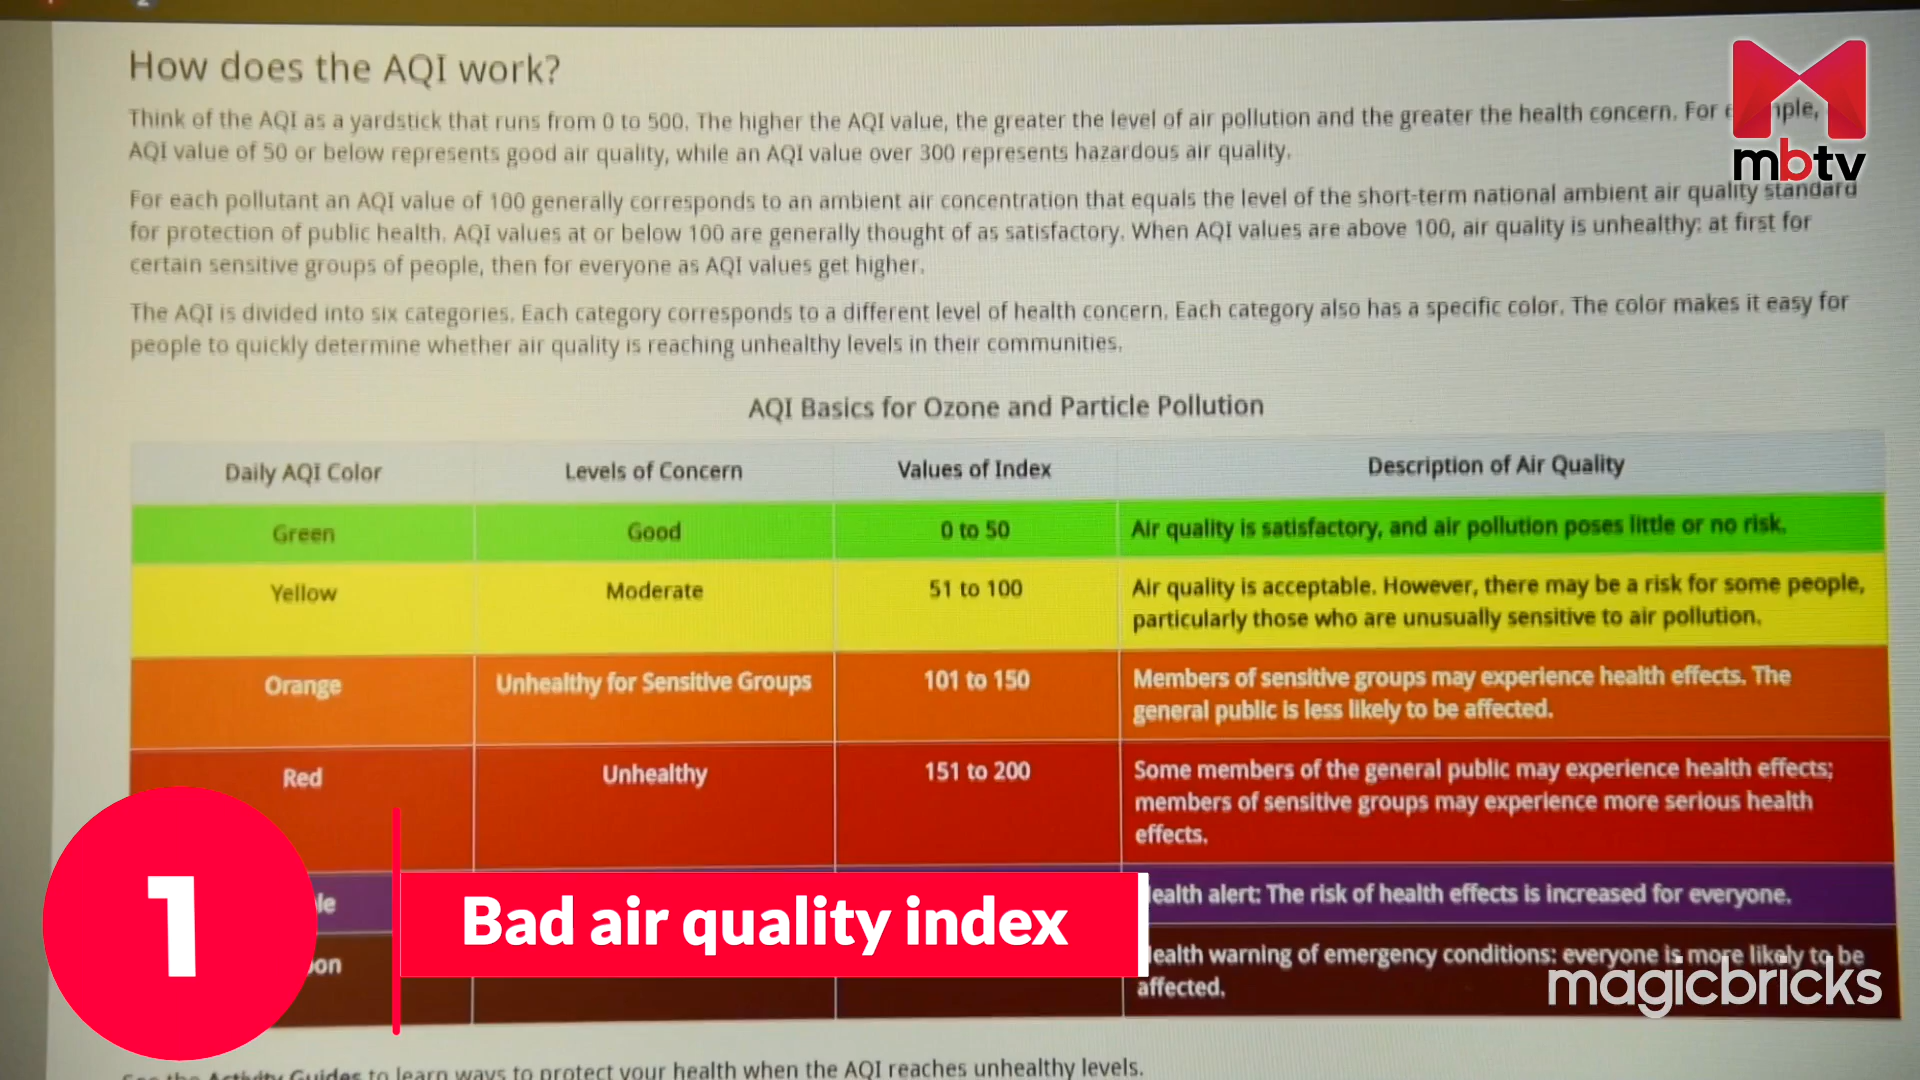 How does the AQI work?
Think of the AQI as a yardstick that runs from 0 to 500. The higher the AQI value, the greater the level of air pollution and the greater the health concern. For
AQI value of 50 or below represents good air quality, while an AQI value over 300 represents hazardous air quality.
For each pollutant an AQI value of 100 generally corresponds to an ambient air concentration that equals the level of the short-term national ambient air quality standard
for protection of public health. AQI values at or below 100 are generally thought of as satisfactory. When AQI values are above 100, air quality is unhealthy: at first for
certain sensitive groups of people, then for everyone as AQI values get higher.
The AQI is divided into six categories. Each category corresponds to a different level of health concern. Each category also has a specific color. The color makes it easy for
people to quickly determine whether air quality is reaching unhealthy levels in their communities.
AQI Basics for Ozone and Particle Pollution
Daily AQI Color Levels of Concern Values of Index Description of Air Quality
Green Good 0 to 50 Air quality is satisfactory, and air pollution poses little or no risk.
Yellow Moderate 51 to 100 Air quality is acceptable. However, there may be a risk for some people,
particularly those who are unusually sensitive to air pollution.
Orange Unhealthy for Sensitive Groups 101 to 150 Members of sensitive groups may experience health effects. The
general public is less likely to be affected.
Red Unhealthy 151 to 200 Some members of the general public may experience health effects;
members of sensitive groups may experience more serious health
effects.
alert: The risk of health effects is increased for everyone.
warning of emergency conditions: everyone is more likely to be
affected.
the Activity Guides to learn ways to protect your health when the AQI reaches unhealthy levels.
1
Bad air quality index
mbtv
magicbricks